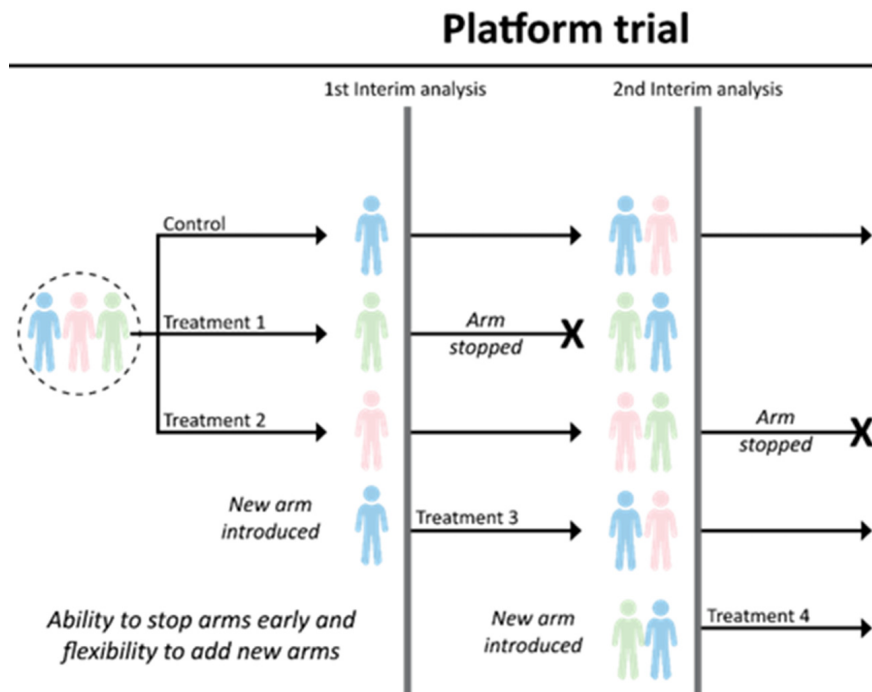 Platform trial
1st Interim analysis
2nd Interim analysis
Control
Treatment 1
Arm
stopped
X
Treatment 2
Arm
stopped
X
New arm
introduced
Treatment 3
Ability to stop arms early and
flexibility to add new arms
New arm
introduced
Treatment 4